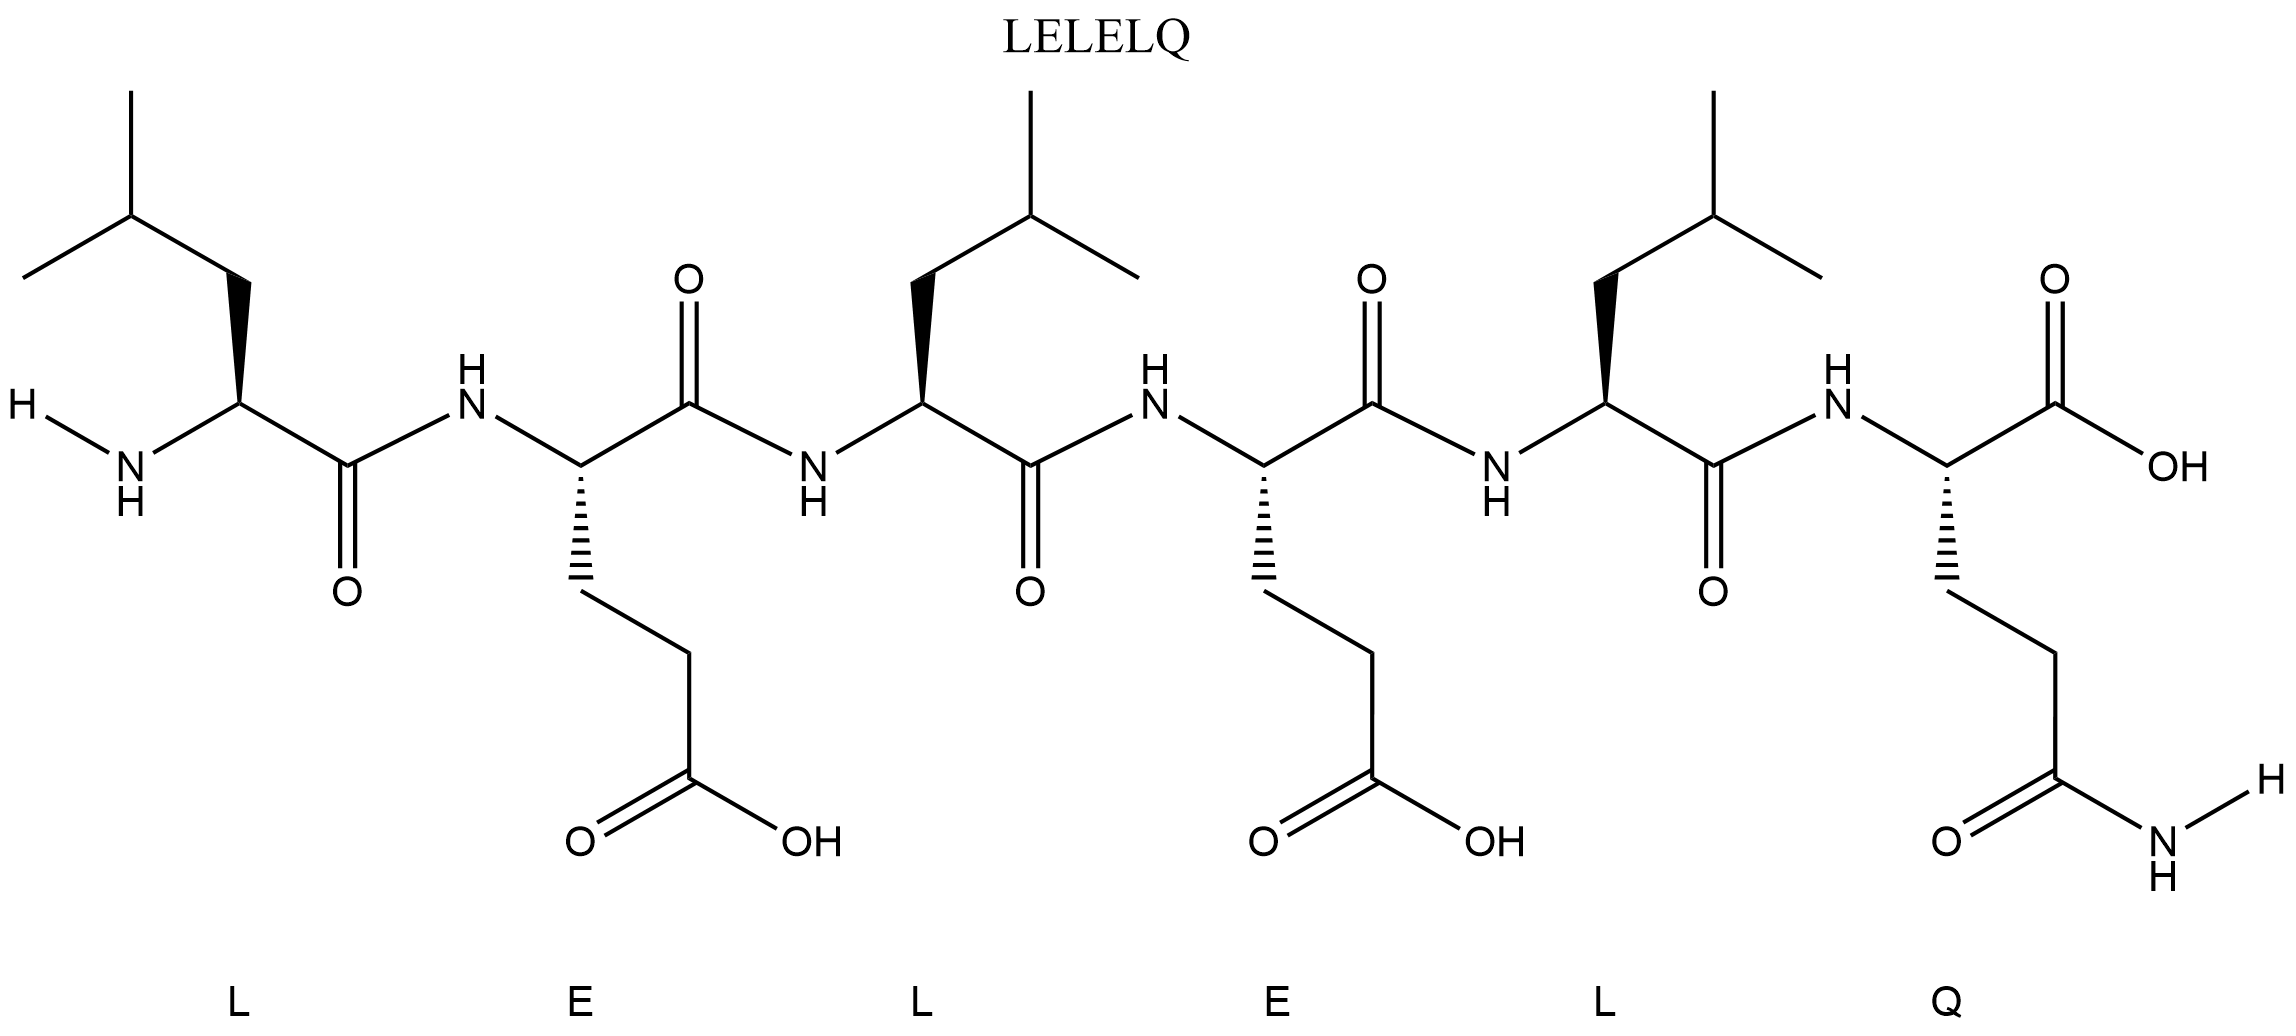 LELELQ
O O O
H H H
H N N N OH
N N N
H H H
O O O
H
O OH O OH O N
H
L E L E L Q